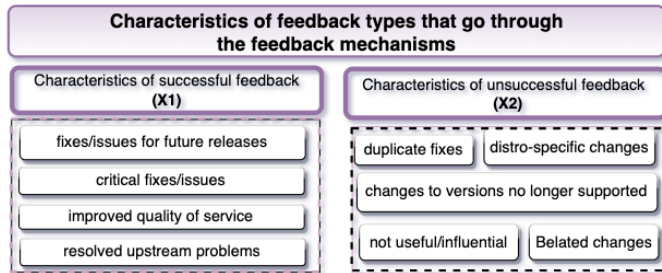 Characteristics of feedback types that go through
the feedback mechanisms
Characteristics of successful feedback
(X1)
fixes/issues for future releases
critical fixes/issues
improved quality of service
resolved upstream problems
Characteristics of unsuccessful feedback
(X2)
duplicate fixes
distro-specific changes
changes to versions no longer supported
not useful/influential
Belated changes